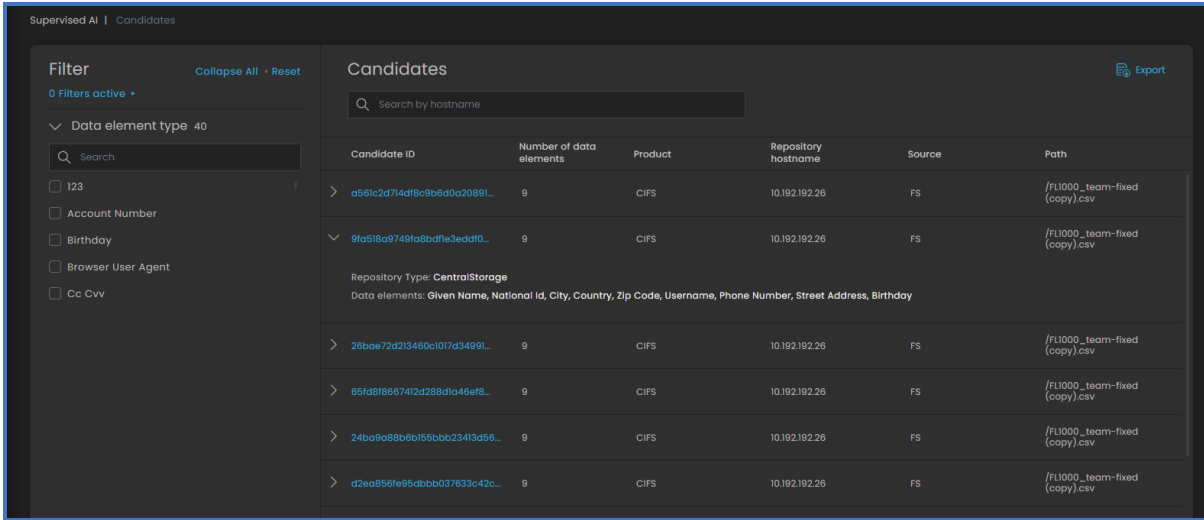 Supervised AI | Candidates
Filter
Collapse All • Reset
0 Filters active ▸
Data element type 40
Search
123
Account Number
Birthday
Browser User Agent
Cc Cvv
Candidates
Export
Search by hostname
Candidate ID
Number of data
elements
Product
Repository
hostname
Source
Path
a561c2d714df8c9b6d0a20891...
9
CIFS
10.192.192.26
FS
/FL1000_team-fixed
(copy).csv
9fa518a9749fa8bdf1e3eddf0...
9
CIFS
10.192.192.26
FS
/FL1000_team-fixed
(copy).csv
Repository Type: CentralStorage
Data elements: Given Name, National Id, City, Country, Zip Code, Username, Phone Number, Street Address, Birthday
26bae72d213460c1017d34991...
9
CIFS
10.192.192.26
FS
/FL1000_team-fixed
(copy).csv
65fd8f8667412d288d1a46ef8...
9
CIFS
10.192.192.26
FS
/FL1000_team-fixed
(copy).csv
24ba9a88b6b155bbb23413d56...
9
CIFS
10.192.192.26
FS
/FL1000_team-fixed
(copy).csv
d2ea856fe95dbbb037633c42c...
9
CIFS
10.192.192.26
FS
/FL1000_team-fixed
(copy).csv